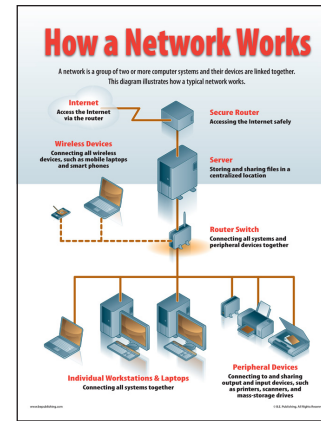 How a Network Works
A network is a group of two or more computer systems and their devices are linked together.
This diagram illustrates how a typical network works.
Internet
Access the Internet
via the router
Secure Router
Accessing the Internet safely
Wireless Devices
Connecting all wireless
devices, such as mobile laptops
and smart phones
Server
Storing and sharing files in a
centralized location
Router Switch
Connecting all systems and
peripheral devices together
Individual Workstations & Laptops
Connecting all systems together
Peripheral Devices
Connecting to and sharing
output and input devices, such
as printers, scanners, and
mass-storage drives